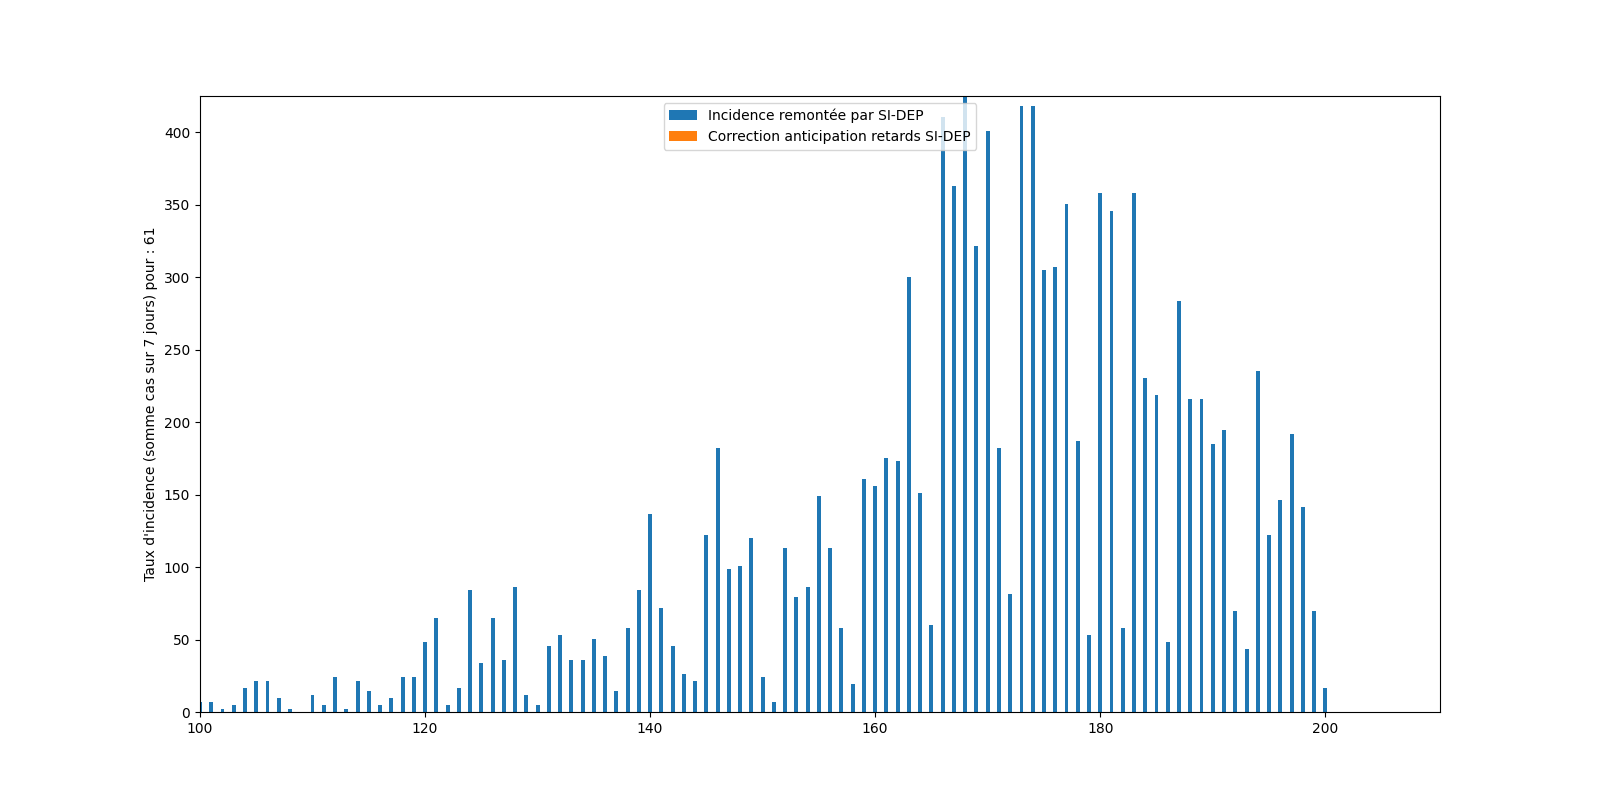 Incidence remontée par SI-DEP
Correction anticipation retards SI-DEP
Taux d'incidence (somme cas sur 7 jours) pour : 61
400
350
300
250
200
150
100
50
0
100 120 140 160 180 200